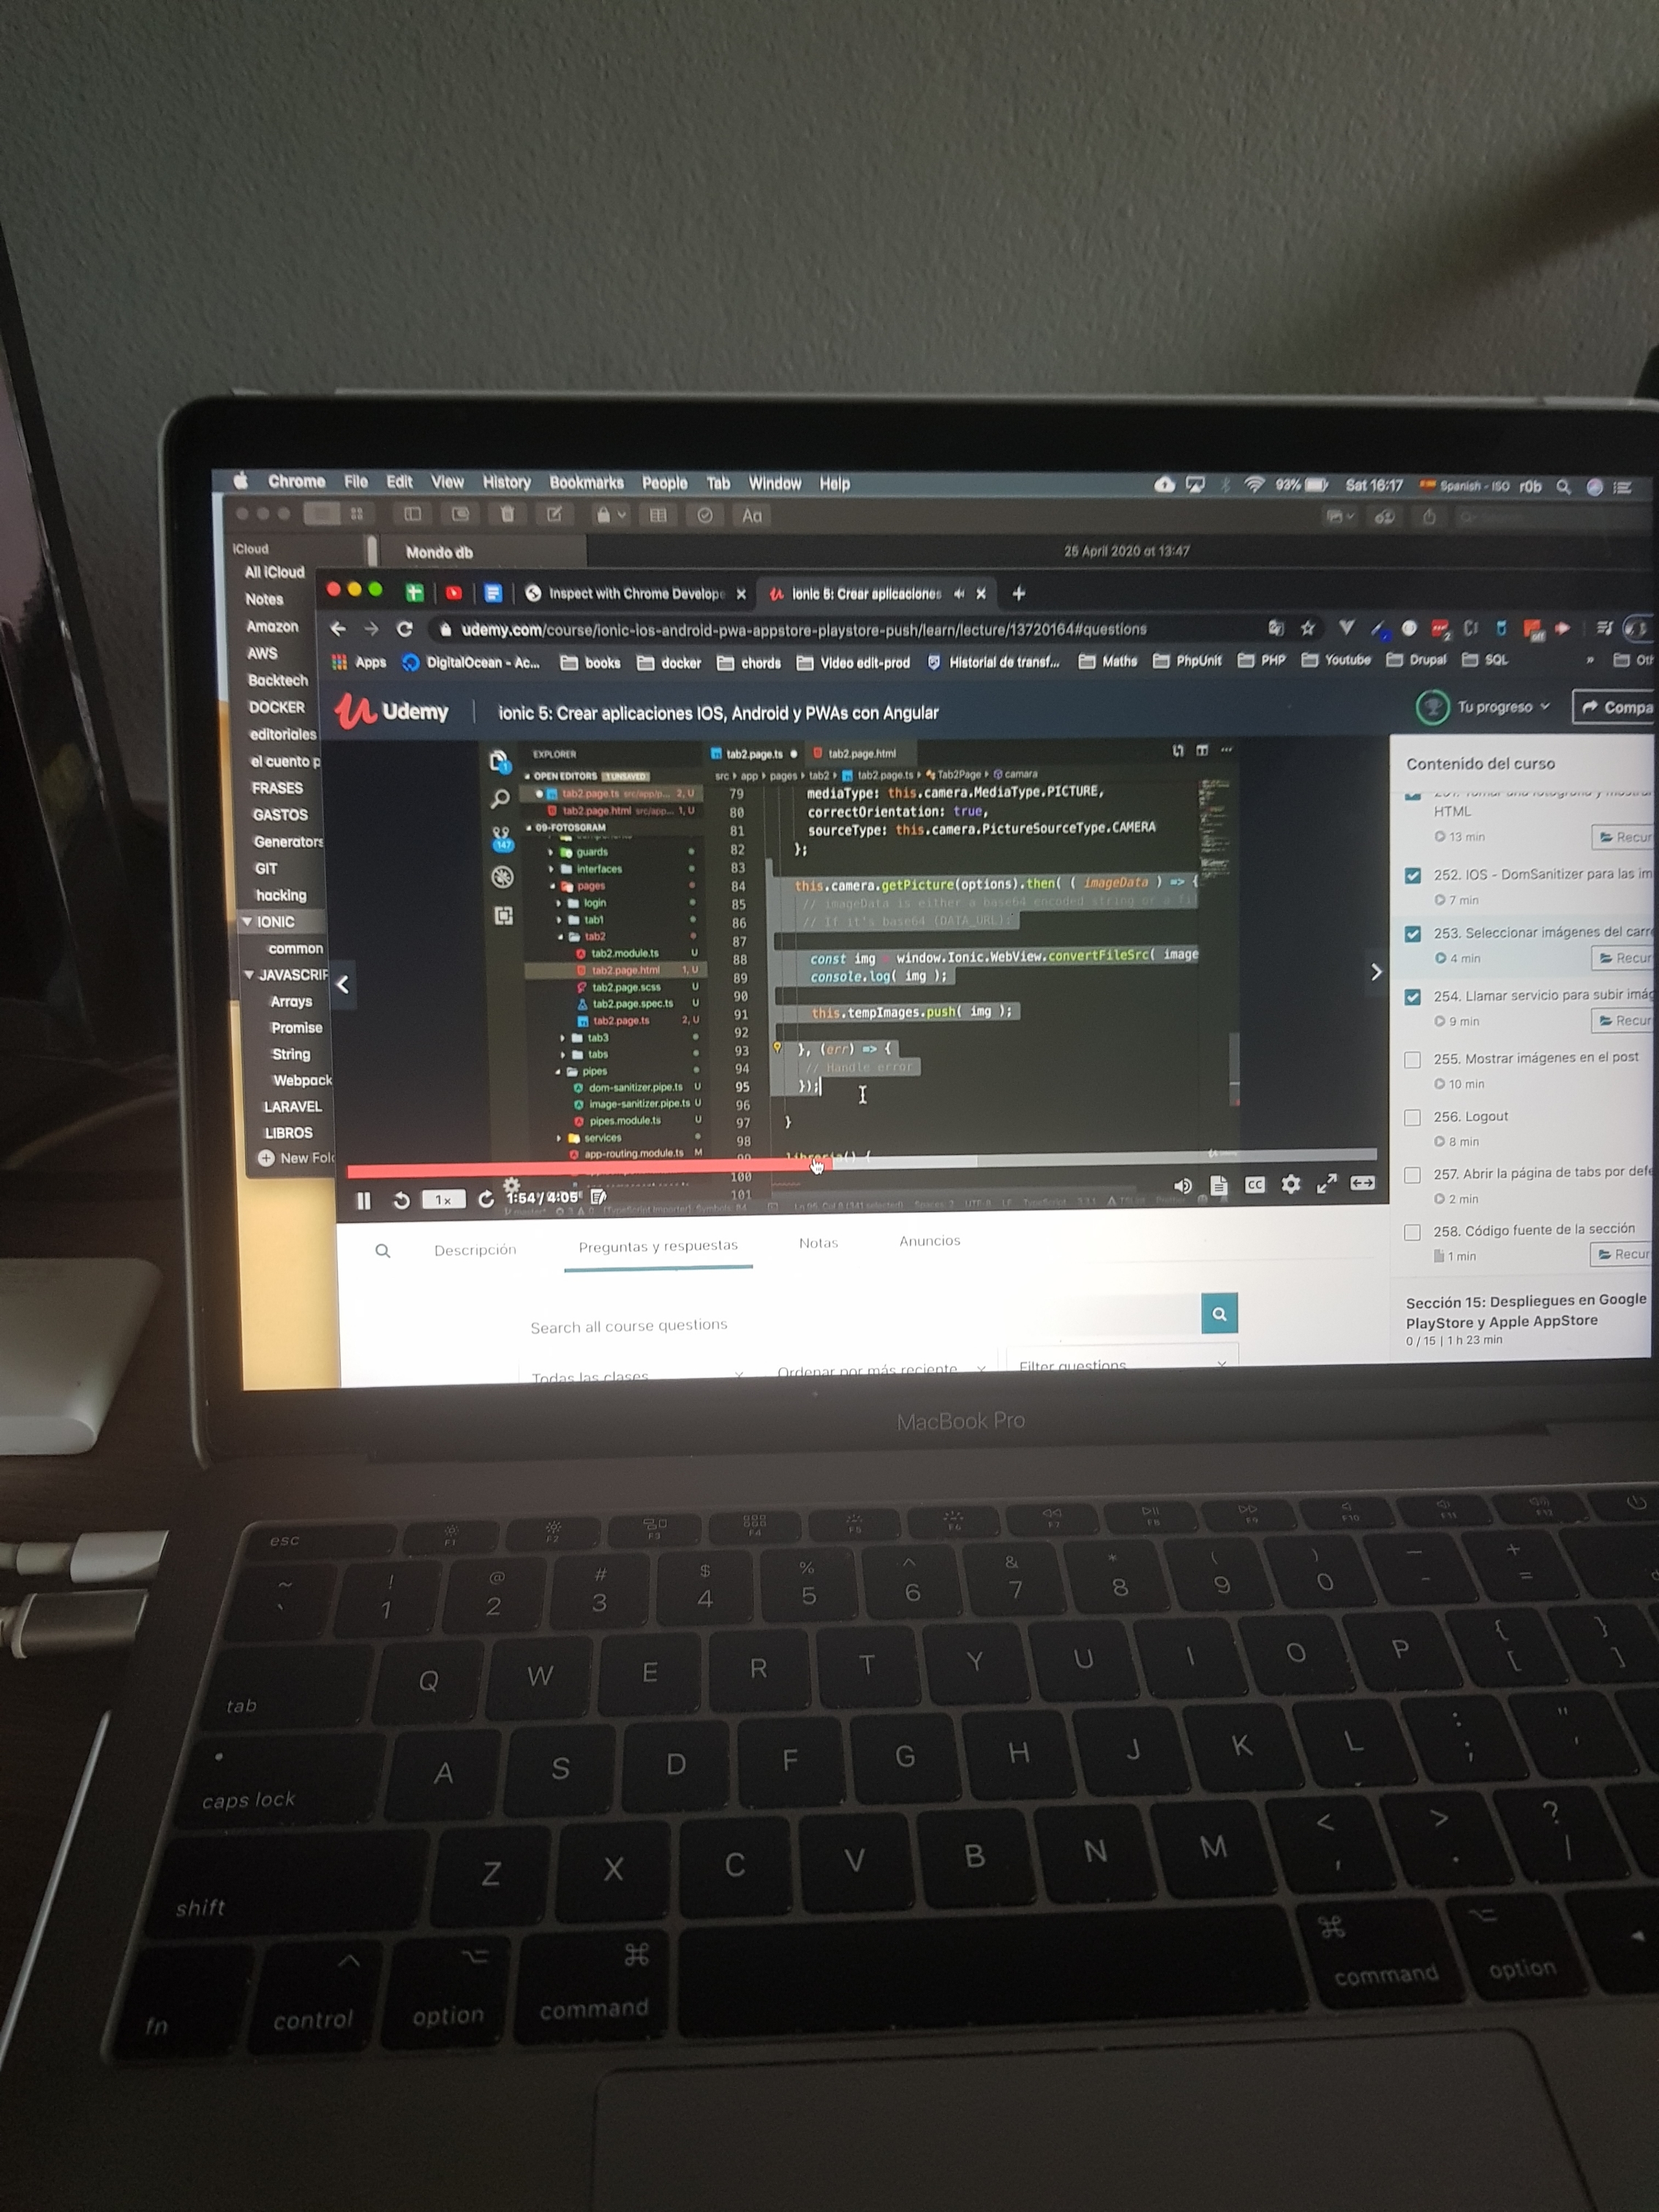 Chrome File Edit View History Bookmarks People Tab Window Help 93% Sat 16:17 Spanish - ISO r0b
Aa
iCloud
Mondo db
25 April 2020 at 13:47
All iCloud
Notes
Amazon
AWS
Backtech
DOCKER
editoriales
el cuento p
FRASES
GASTOS
Generators
GIT
hacking
IONIC
common
JAVASCRIP
Arrays
Promise
String
Webpack
LARAVEL
LIBROS
New Fold
Inspect with Chrome Develope
ionic 5: Crear aplicaciones
udemy.com/course/ionic-ios-android-pwa-appstore-playstore-push/learn/lecture/13720164#questions
Apps DigitalOcean - Ac... books docker chords Video edit-prod Historial de transf... Maths PhpUnit PHP Youtube Drupal SQL » Oth
Udemy ionic 5: Crear aplicaciones IOS, Android y PWAs con Angular Tu progreso Compa
EXPLORER
OPEN EDITORS 1 UNSAVED
tab2.page.ts src/app/p... 2, U
tab2.page.html src/app... 1, U
09-FOTOSGRAM
guards
interfaces
pages
login
tab1
tab2
tab2.module.ts U
tab2.page.html 1, U
tab2.page.scss U
tab2.page.spec.ts U
tab2.page.ts 2, U
tab3
tabs
pipes
dom-sanitizer.pipe.ts U
image-sanitizer.pipe.ts U
pipes.module.ts U
services
app-routing.module.ts M
147
tab2.page.ts tab2.page.html
src app pages tab2 tab2.page.ts Tab2Page camara
79 mediaType: this.camera.MediaType.PICTURE,
80 correctOrientation: true,
81 sourceType: this.camera.PictureSourceType.CAMERA
82 };
83
84 this.camera.getPicture(options).then( ( imageData ) => {
85 // imageData is either a base64 encoded string or a fil
86 // If it's base64 (DATA_URL):
87
88 const img = window.Ionic.WebView.convertFileSrc( image
89 console.log( img );
90
91 this.tempImages.push( img );
92
93 }, (err) => {
94 // Handle error
95 });
96
97 }
98
99 libreria() {
100
101
1x 1:54 / 4:05 CC
Contenido del curso
HTML
13 min Recur
252. IOS - DomSanitizer para las im
7 min
253. Seleccionar imágenes del carre
4 min Recur
254. Llamar servicio para subir imág
9 min Recur
255. Mostrar imágenes en el post
10 min
256. Logout
8 min
257. Abrir la página de tabs por defe
2 min
258. Código fuente de la sección
1 min Recur
Sección 15: Despliegues en Google
PlayStore y Apple AppStore
0 / 15 | 1 h 23 min
Descripción Preguntas y respuestas Notas Anuncios
Search all course questions
Todas las clases Ordenar por más reciente Filter questions
MacBook Pro
esc F1 F2 F3 F4 F5 F6 F7 F8 F9 F10 F11 F12
~ ! @ # $ % ^ & * ( ) — +
` 1 2 3 4 5 6 7 8 9 0 - =
tab Q W E R T Y U I O P { [ } ]
caps lock A S D F G H J K L : ; " '
shift Z X C V B N M < , > . ? /
fn control option command command option